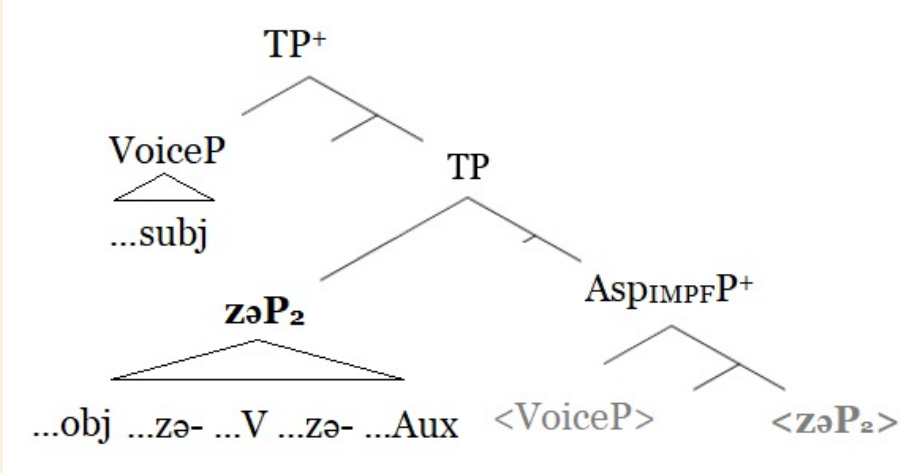 TP⁺
VoiceP
TP
...subj
AspIMPFP⁺
zəP₂
...obj ...zə- ...V ...zə- ...Aux <VoiceP> <zəP₂>